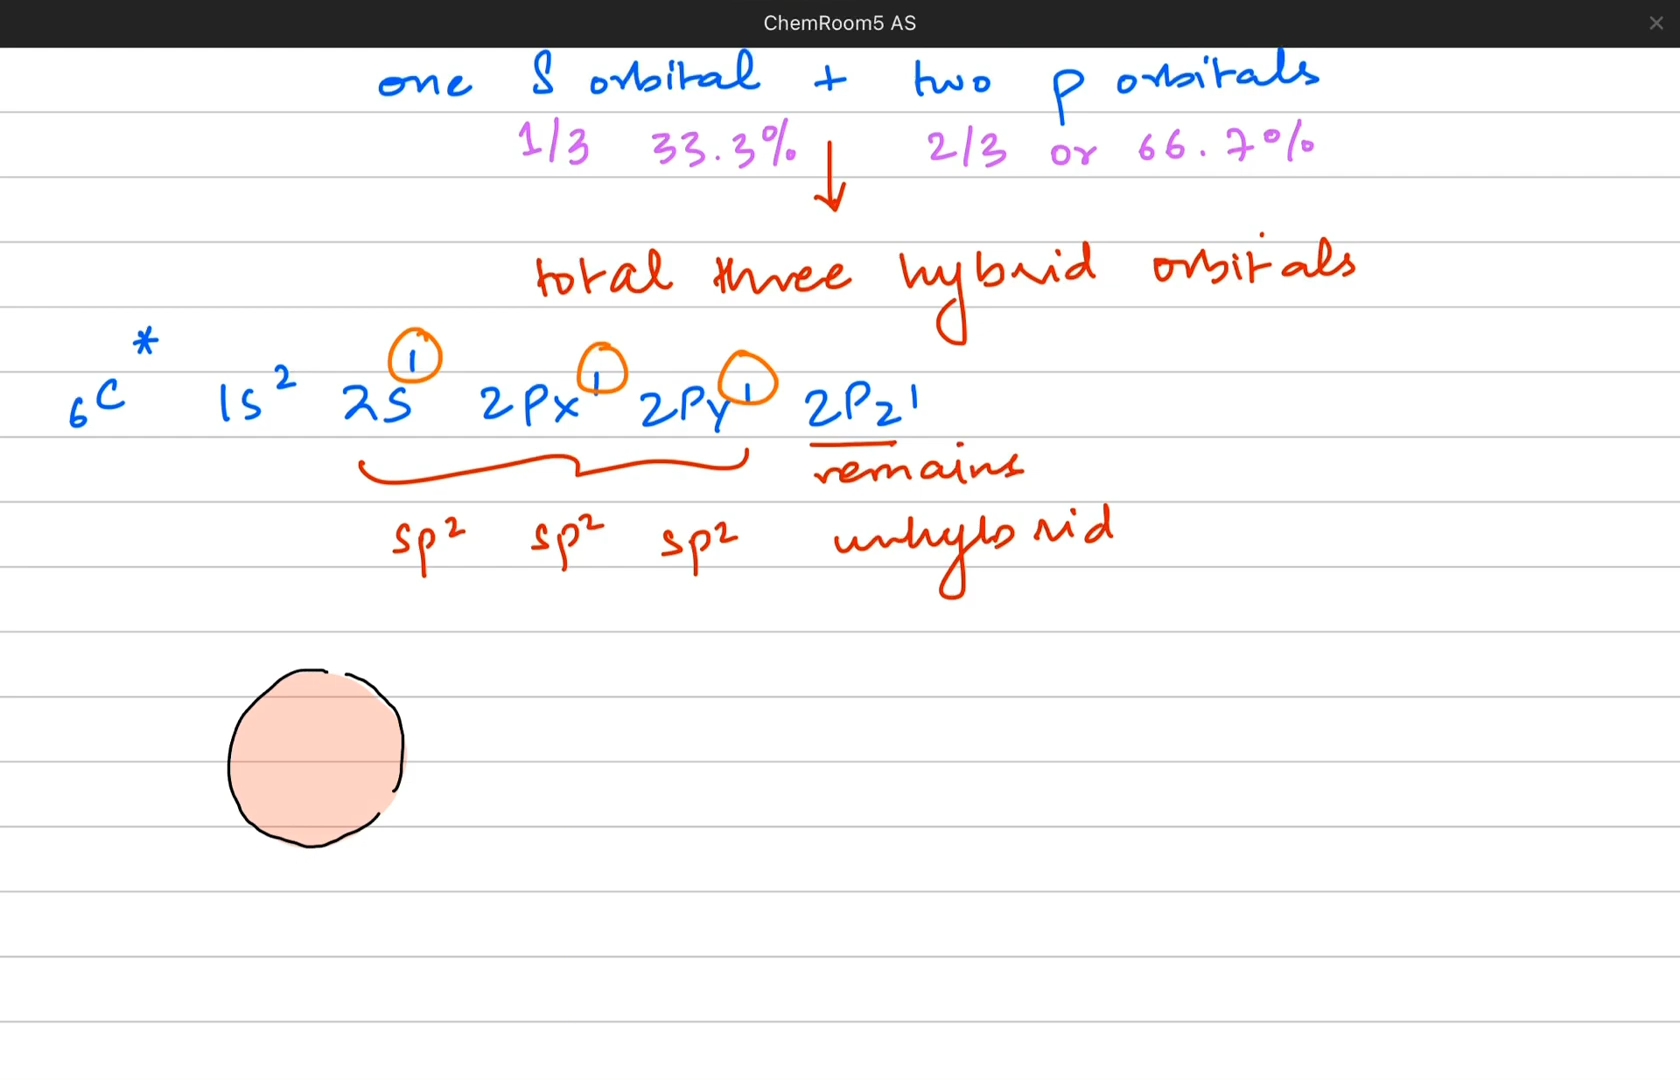 ChemRoom5 AS
one S orbital + two p orbitals
1/3 33.3% 2/3 or 66.7%
total three hybrid orbitals
₆C* 1s² 2s¹ 2Px¹ 2Py¹ 2Pz¹
remains
sp² sp² sp² unhybrid